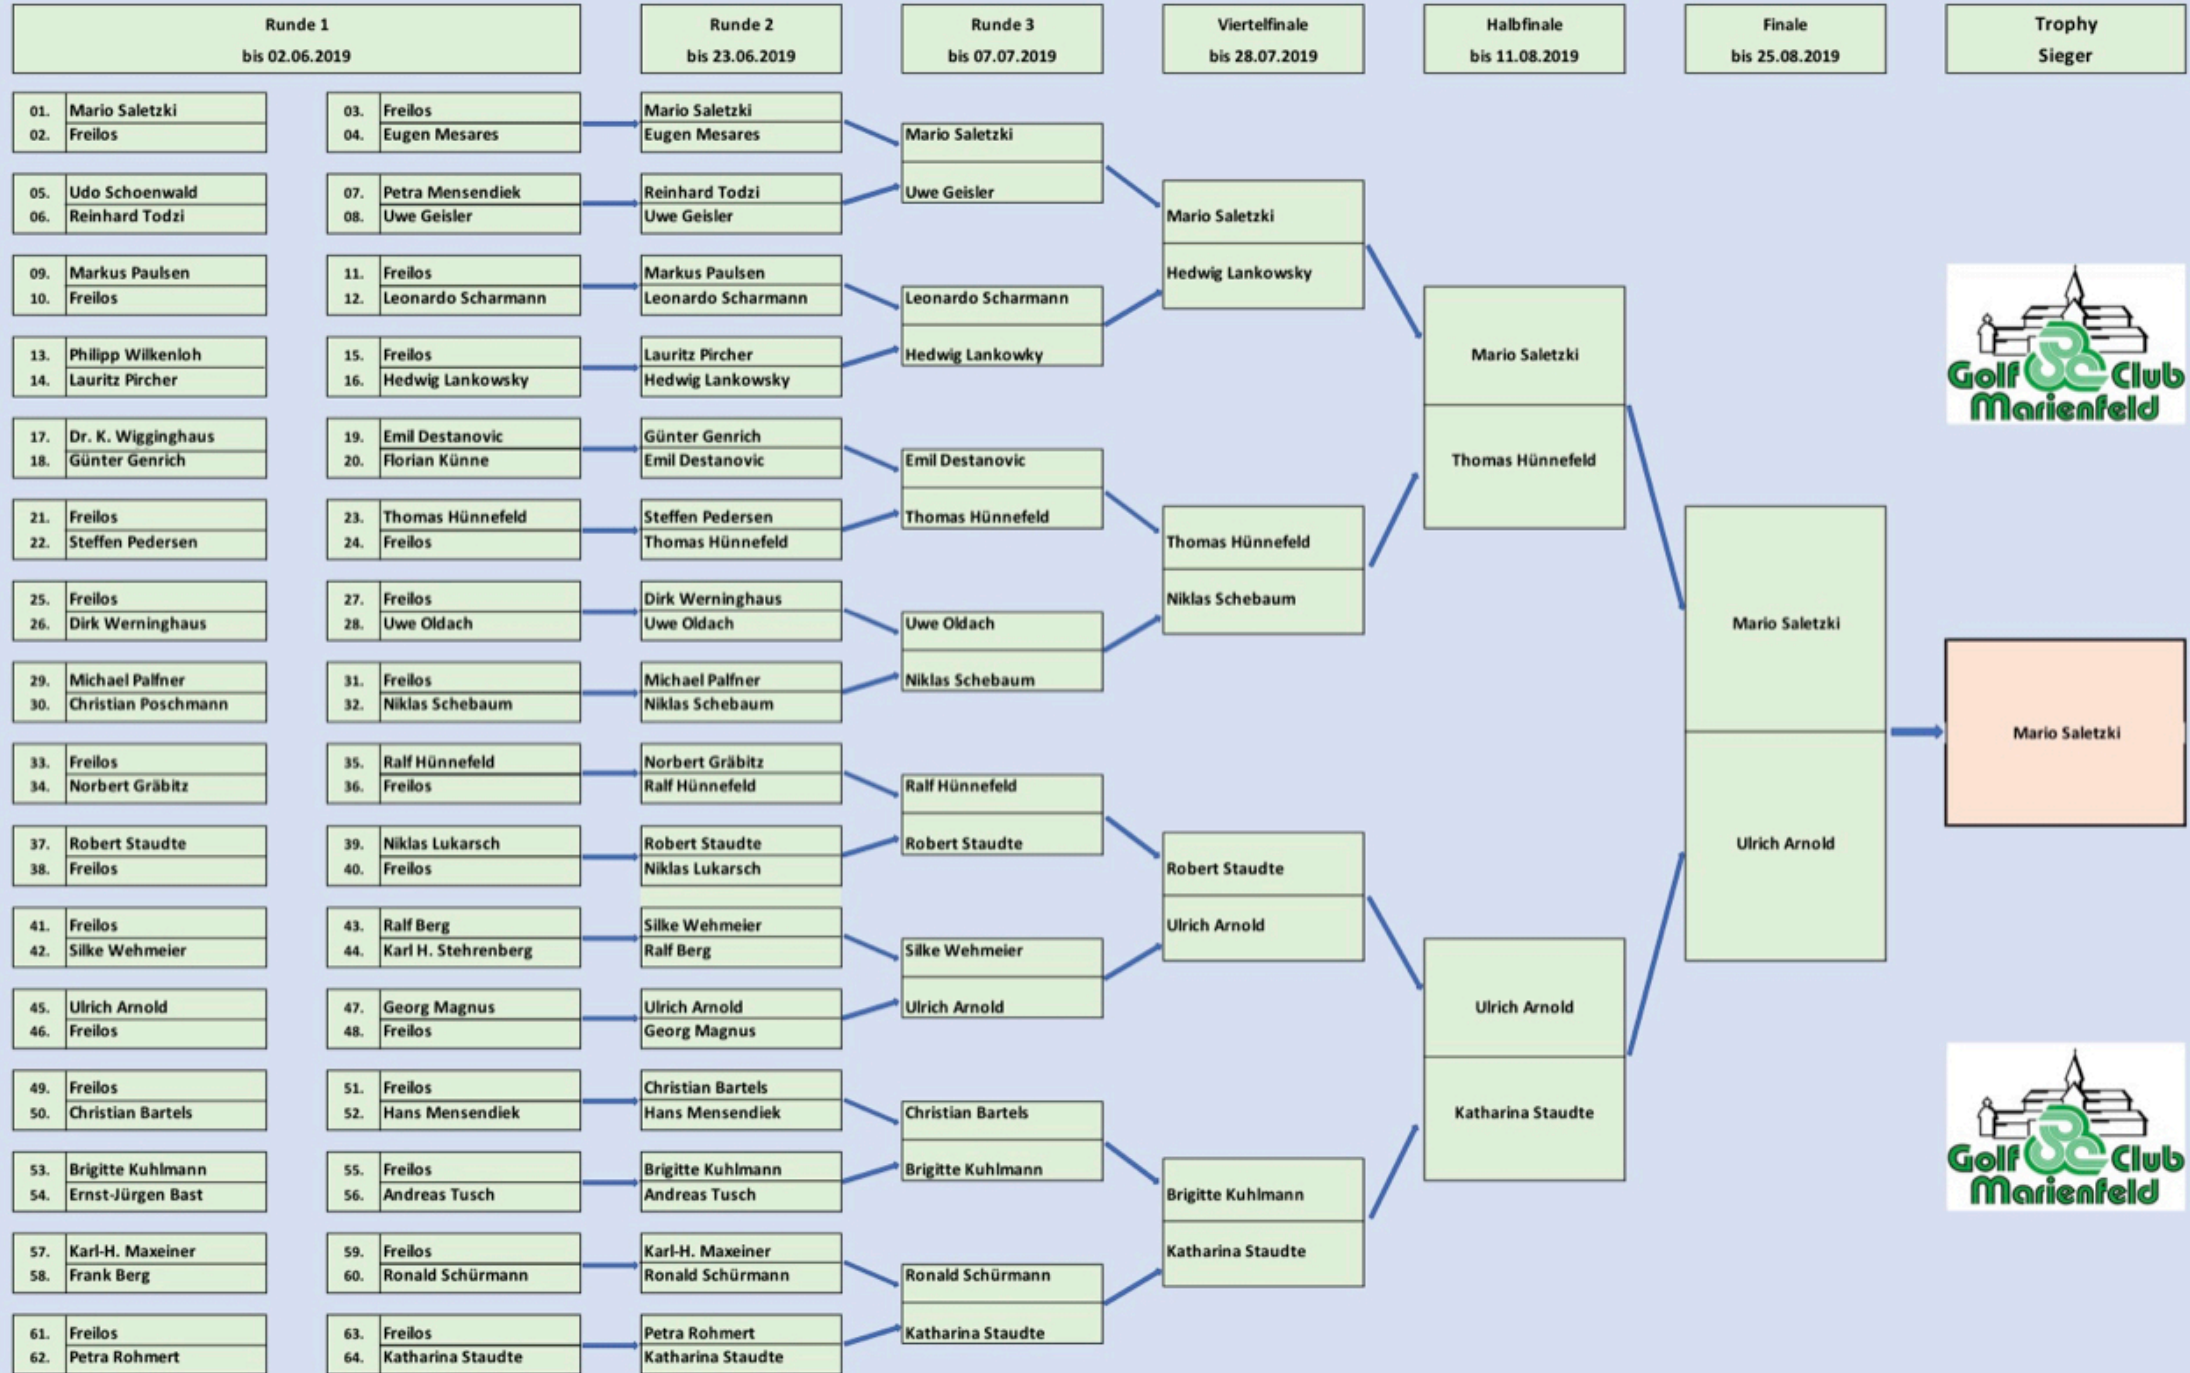 Runde 1
bis 02.06.2019
Runde 2
bis 23.06.2019
Runde 3
bis 07.07.2019
Viertelfinale
bis 28.07.2019
Halbfinale
bis 11.08.2019
Finale
bis 25.08.2019
Trophy
Sieger
01. Mario Saletzki
02. Freilos
03. Freilos
04. Eugen Mesares
05. Udo Schoenwald
06. Reinhard Todzi
07. Petra Mensendiek
08. Uwe Geisler
09. Markus Paulsen
10. Freilos
11. Freilos
12. Leonardo Scharmann
13. Philipp Wilkenloh
14. Lauritz Pircher
15. Freilos
16. Hedwig Lankowsky
17. Dr. K. Wigginghaus
18. Günter Genrich
19. Emil Destanovic
20. Florian Künne
21. Freilos
22. Steffen Pedersen
23. Thomas Hünnefeld
24. Freilos
25. Freilos
26. Dirk Werninghaus
27. Freilos
28. Uwe Oldach
29. Michael Palfner
30. Christian Poschmann
31. Freilos
32. Niklas Schebaum
33. Freilos
34. Norbert Gräbitz
35. Ralf Hünnefeld
36. Freilos
37. Robert Staudte
38. Freilos
39. Niklas Lukarsch
40. Freilos
41. Freilos
42. Silke Wehmeier
43. Ralf Berg
44. Karl H. Stehrenberg
45. Ulrich Arnold
46. Freilos
47. Georg Magnus
48. Freilos
49. Freilos
50. Christian Bartels
51. Freilos
52. Hans Mensendiek
53. Brigitte Kuhlmann
54. Ernst-Jürgen Bast
55. Freilos
56. Andreas Tusch
57. Karl-H. Maxeiner
58. Frank Berg
59. Freilos
60. Ronald Schürmann
61. Freilos
62. Petra Rohmert
63. Freilos
64. Katharina Staudte
Mario Saletzki
Eugen Mesares
Reinhard Todzi
Uwe Geisler
Markus Paulsen
Leonardo Scharmann
Lauritz Pircher
Hedwig Lankowsky
Günter Genrich
Emil Destanovic
Steffen Pedersen
Thomas Hünnefeld
Dirk Werninghaus
Uwe Oldach
Michael Palfner
Niklas Schebaum
Norbert Gräbitz
Ralf Hünnefeld
Robert Staudte
Niklas Lukarsch
Silke Wehmeier
Ralf Berg
Ulrich Arnold
Georg Magnus
Christian Bartels
Hans Mensendiek
Brigitte Kuhlmann
Andreas Tusch
Karl-H. Maxeiner
Ronald Schürmann
Petra Rohmert
Katharina Staudte
Mario Saletzki
Uwe Geisler
Leonardo Scharmann
Hedwig Lankowky
Emil Destanovic
Thomas Hünnefeld
Uwe Oldach
Niklas Schebaum
Ralf Hünnefeld
Robert Staudte
Silke Wehmeier
Ulrich Arnold
Christian Bartels
Brigitte Kuhlmann
Ronald Schürmann
Katharina Staudte
Mario Saletzki
Hedwig Lankowsky
Thomas Hünnefeld
Niklas Schebaum
Robert Staudte
Ulrich Arnold
Brigitte Kuhlmann
Katharina Staudte
Mario Saletzki
Thomas Hünnefeld
Ulrich Arnold
Katharina Staudte
Mario Saletzki
Ulrich Arnold
Mario Saletzki
Golf Club
Marienfeld
Golf Club
Marienfeld